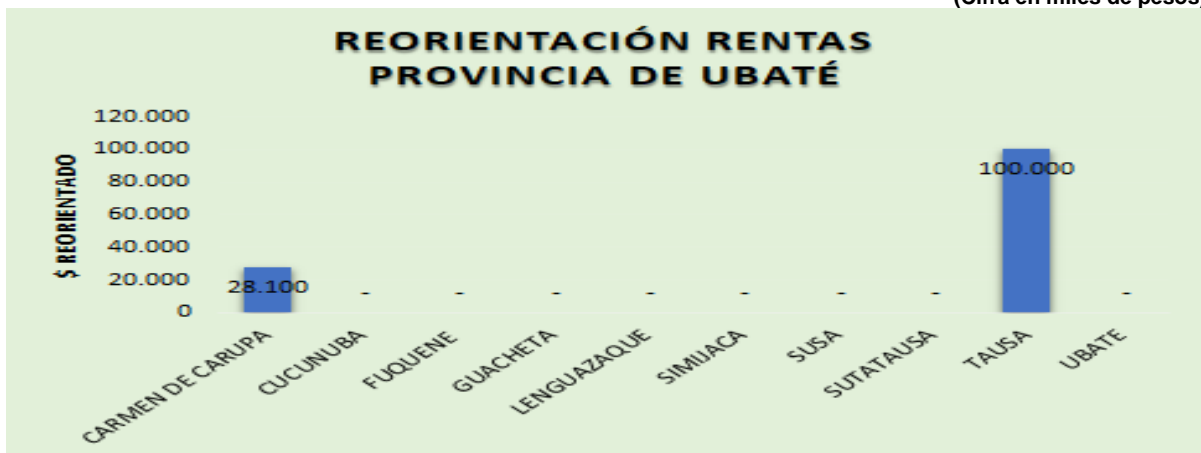 (Cifra en miles de pesos)
REORIENTACIÓN RENTAS
PROVINCIA DE UBATÉ
$ REORIENTADO
120.000
100.000
80.000
60.000
40.000
20.000
0
28.100
-
-
-
-
-
-
-
100.000
-
CARMEN DE CARUPA
CUCUNUBA
FUQUENE
GUACHETA
LENGUAZAQUE
SIMIJACA
SUSA
SUTATAUSA
TAUSA
UBATE